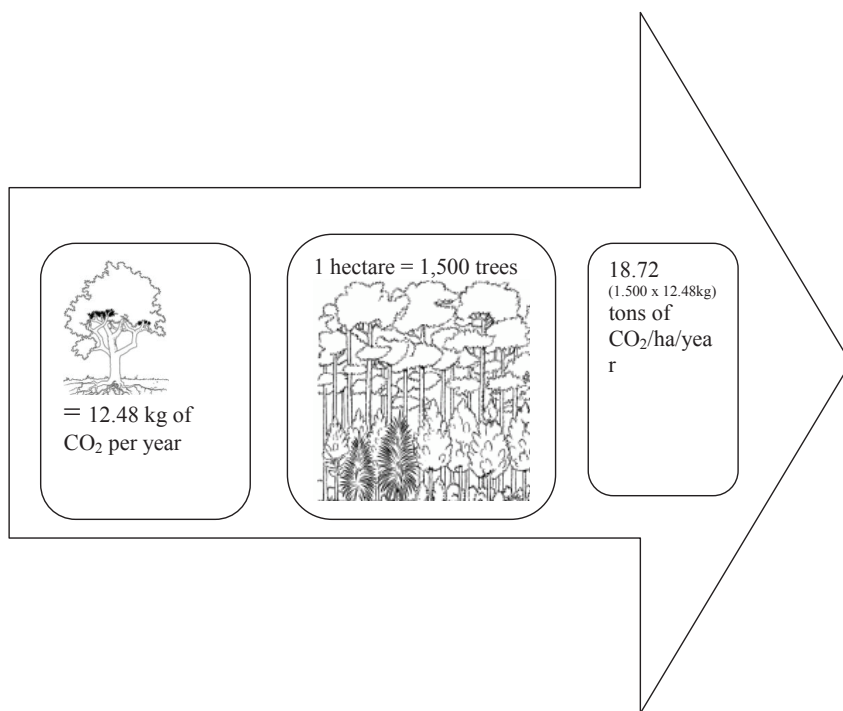 = 12.48 kg of
CO₂ per year
1 hectare = 1,500 trees
18.72
(1.500 x 12.48kg)
tons of
CO₂/ha/yea
r